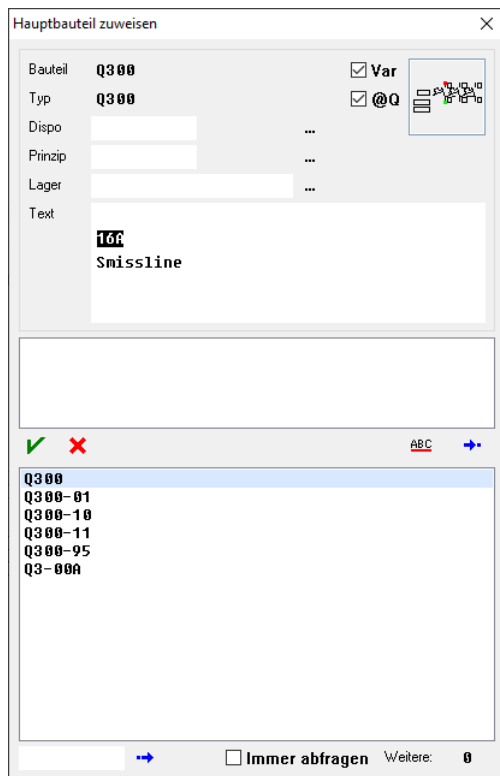 Hauptbauteil zuweisen
Bauteil Q300 Var
Typ Q300 @Q
Dispo ...
Prinzip ...
Lager ...
Text
16A
Smissline
ABC
Q300
Q300-01
Q300-10
Q300-11
Q300-95
Q3-00A
Immer abfragen Weitere: 0